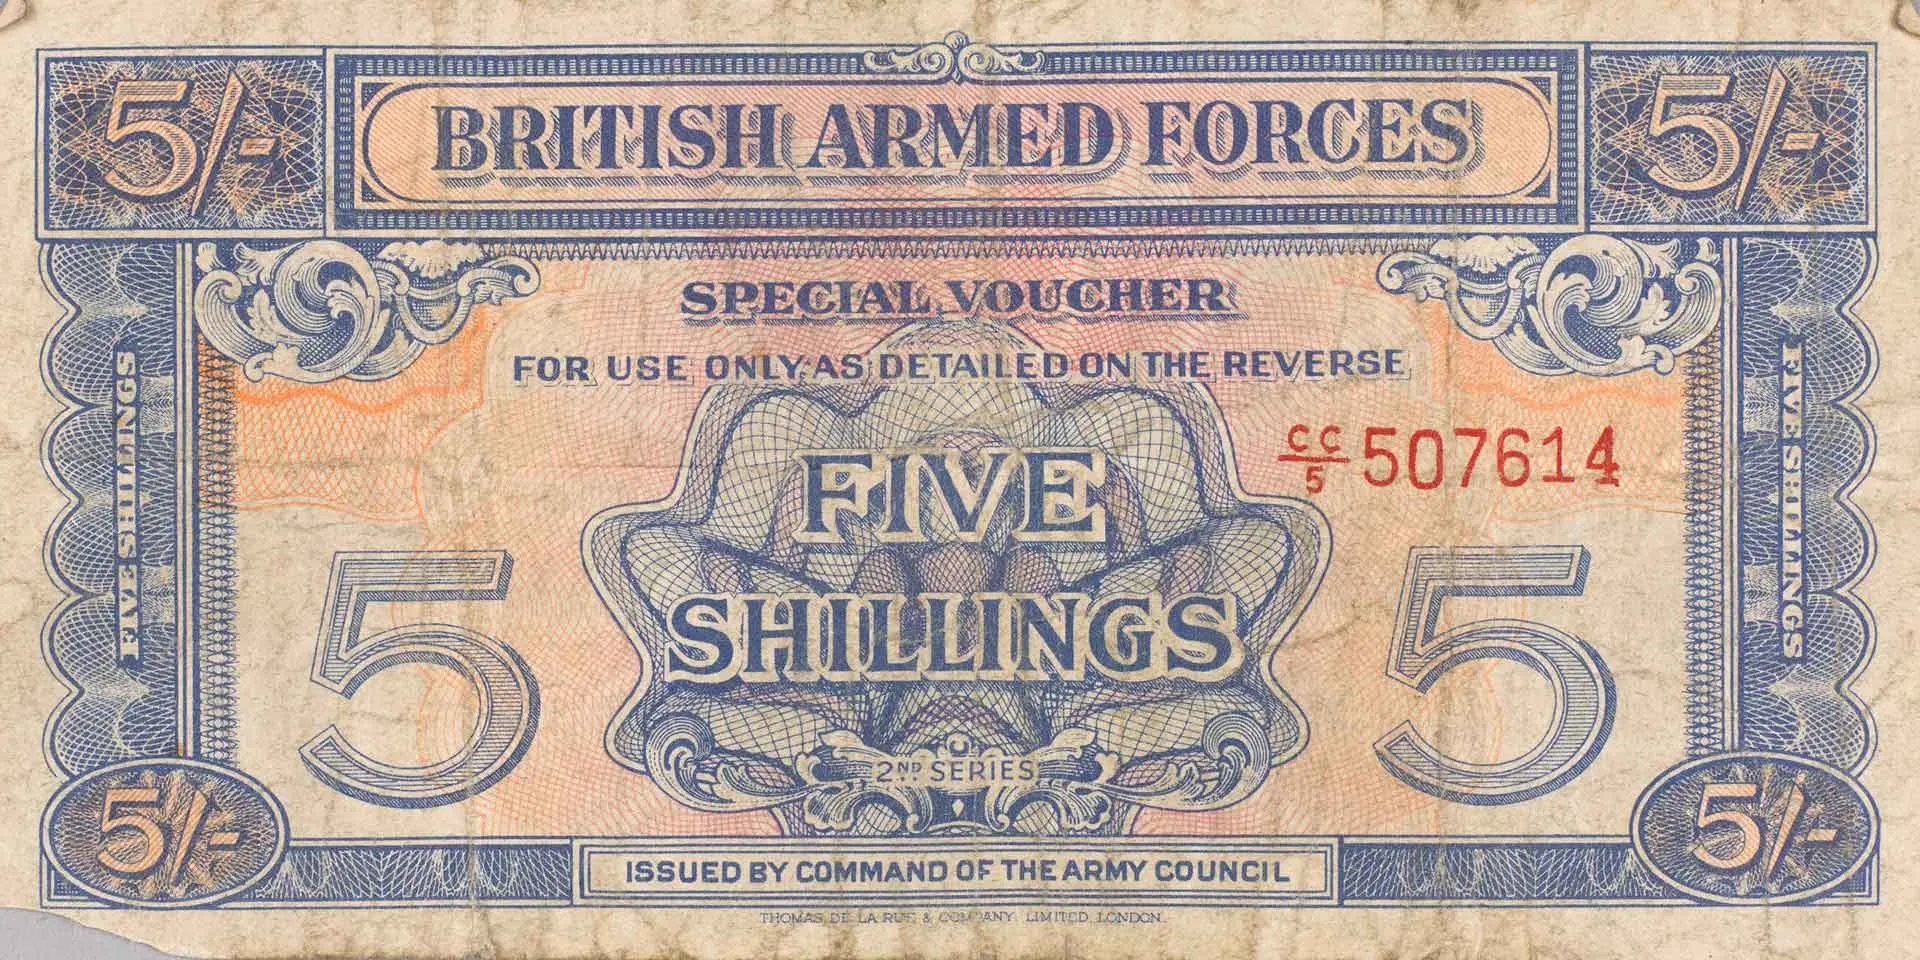 5/- BRITISH ARMED FORCES 5/-
SPECIAL VOUCHER
FOR USE ONLY AS DETAILED ON THE REVERSE
CC/5 507614
FIVE SHILLINGS
FIVE SHILLINGS
FIVE
SHILLINGS
5 5
2ND SERIES
5/- 5/-
ISSUED BY COMMAND OF THE ARMY COUNCIL
THOMAS DE LA RUE & COMPANY, LIMITED, LONDON.